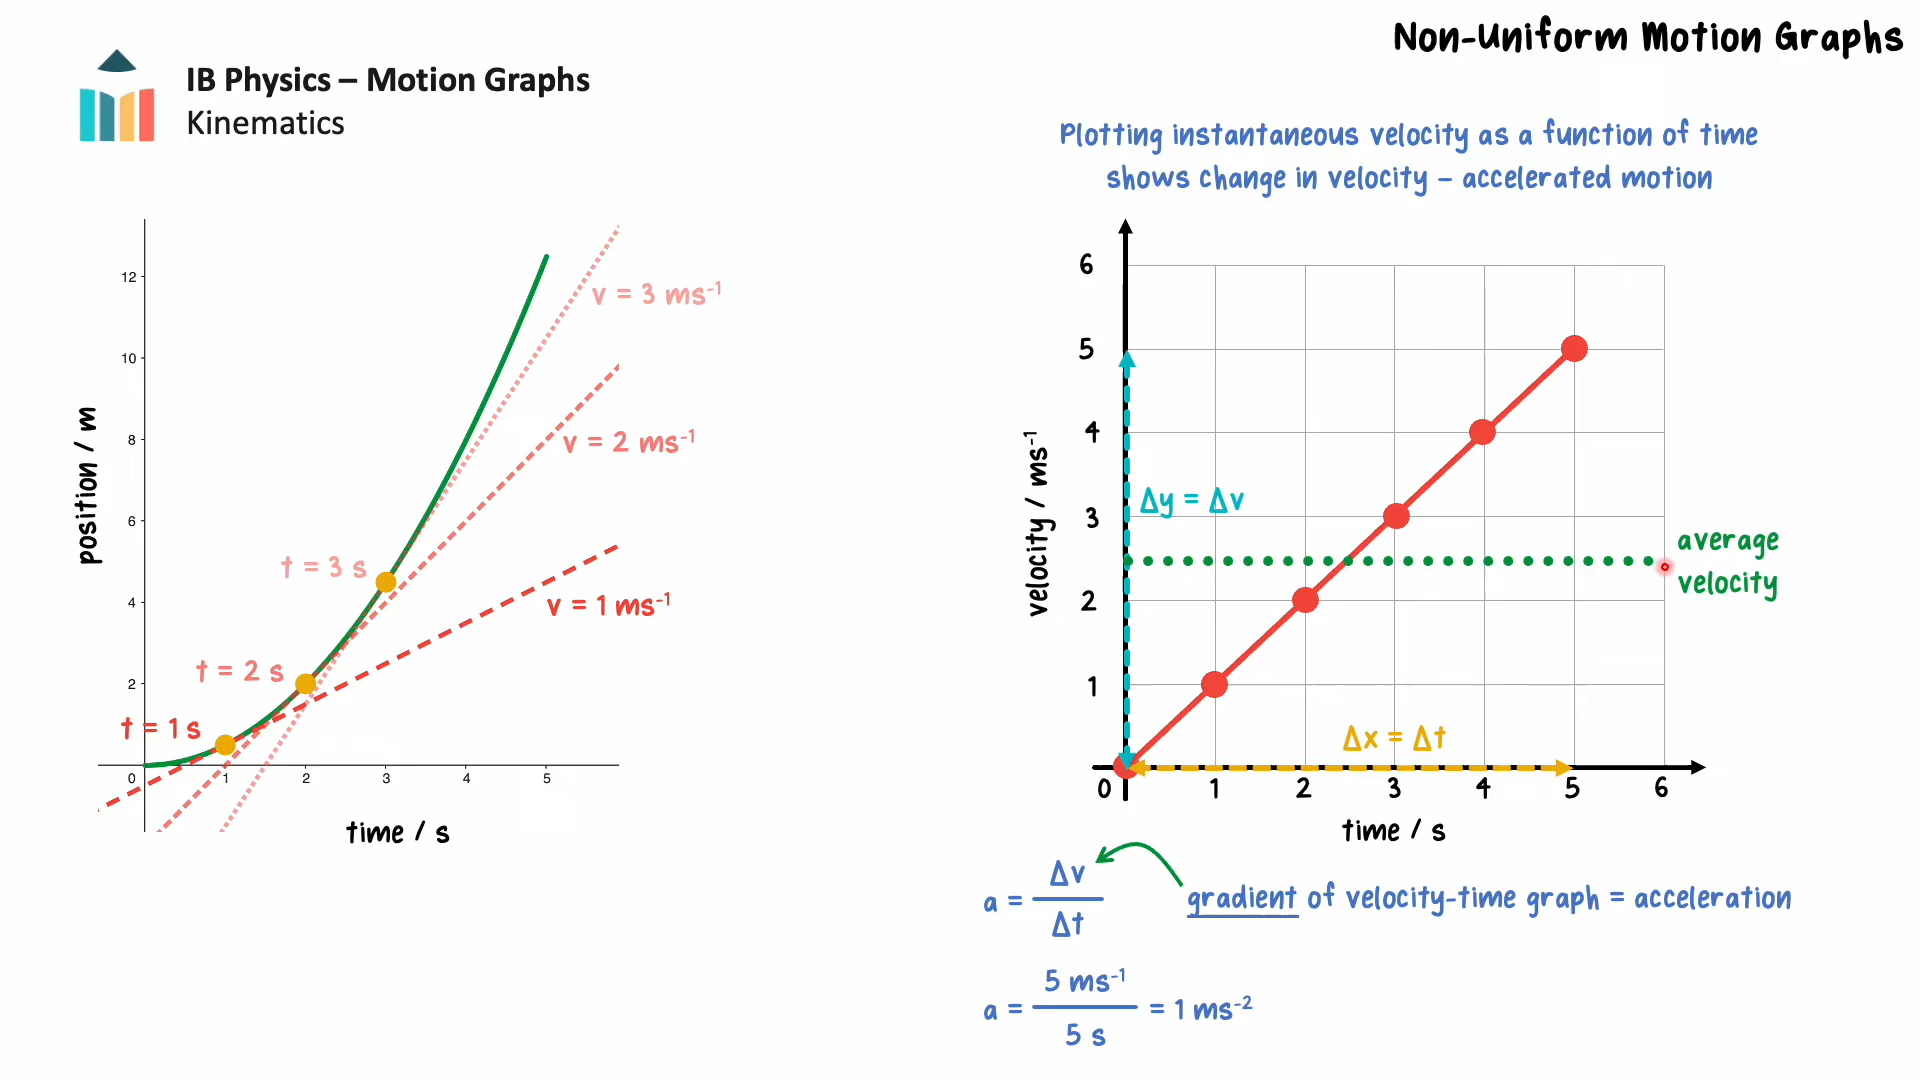 Non-Uniform Motion Graphs
IB Physics – Motion Graphs
Kinematics
Plotting instantaneous velocity as a function of time
shows change in velocity – accelerated motion
position / m
12
10
8
6
4
2
0
1
2
3
4
5
time / s
v = 3 ms⁻¹
v = 2 ms⁻¹
v = 1 ms⁻¹
t = 3 s
t = 2 s
t = 1 s
velocity / ms⁻¹
6
5
4
3
2
1
0
1
2
3
4
5
6
time / s
Δy = Δv
average
velocity
Δx = Δt
a = Δv / Δt
gradient of velocity-time graph = acceleration
a = 5 ms⁻¹ / 5 s = 1 ms⁻²